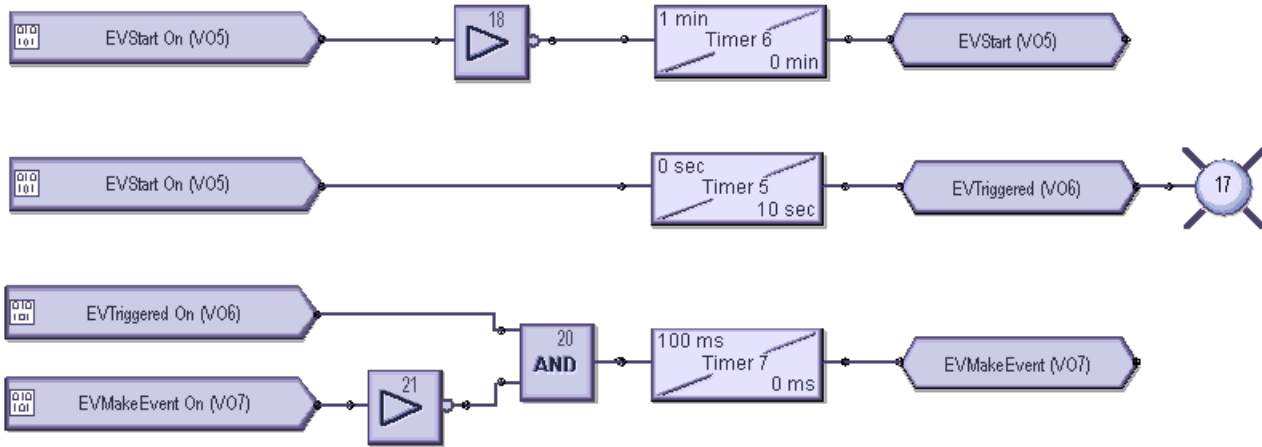 EVStart On (VO5)
18
1 min
Timer 6
0 min
EVStart (VO5)
EVStart On (VO5)
0 sec
Timer 5
10 sec
EVTriggered (VO6)
17
EVTriggered On (VO6)
EVMakeEvent On (VO7)
21
20
AND
100 ms
Timer 7
0 ms
EVMakeEvent (VO7)